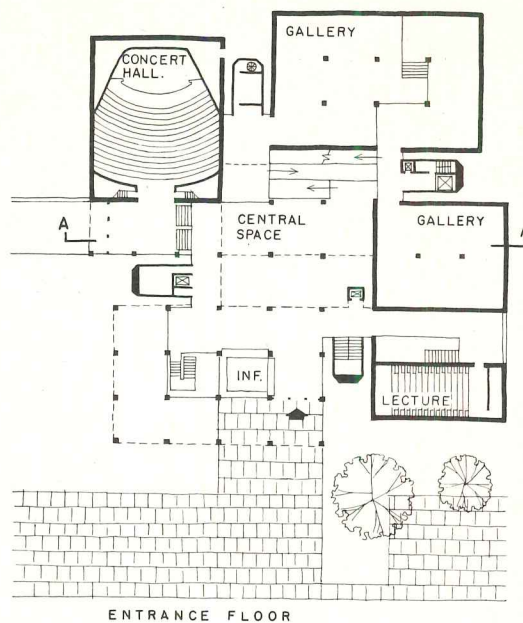 GALLERY
CONCERT
HALL.
A
CENTRAL
SPACE
GALLERY
A
INF.
LECTURE
ENTRANCE FLOOR